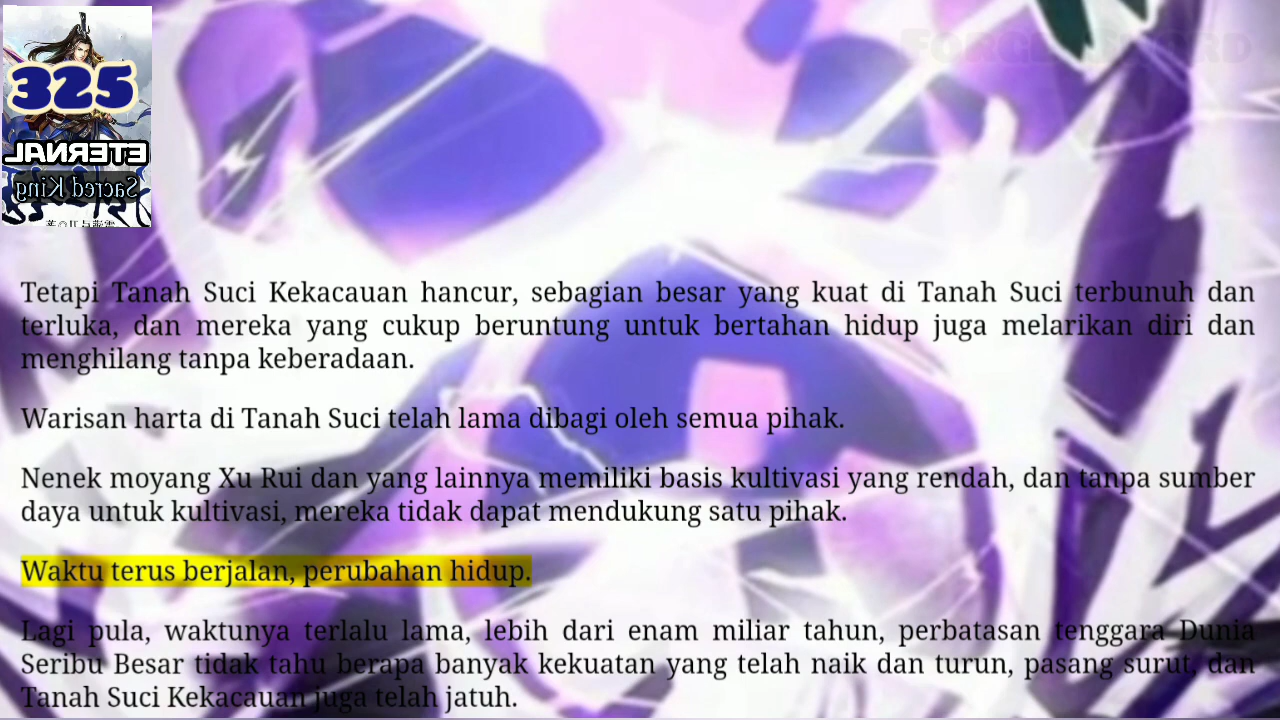 325
ETERNAL
Sacred King
Tetapi Tanah Suci Kekacauan hancur, sebagian besar yang kuat di Tanah Suci terbunuh dan
terluka, dan mereka yang cukup beruntung untuk bertahan hidup juga melarikan diri dan
menghilang tanpa keberadaan.
Warisan harta di Tanah Suci telah lama dibagi oleh semua pihak.
Nenek moyang Xu Rui dan yang lainnya memiliki basis kultivasi yang rendah, dan tanpa sumber
daya untuk kultivasi, mereka tidak dapat mendukung satu pihak.
Waktu terus berjalan, perubahan hidup.
Lagi pula, waktunya terlalu lama, lebih dari enam miliar tahun, perbatasan tenggara Dunia
Seribu Besar tidak tahu berapa banyak kekuatan yang telah naik dan turun, pasang surut, dan
Tanah Suci Kekacauan juga telah jatuh.